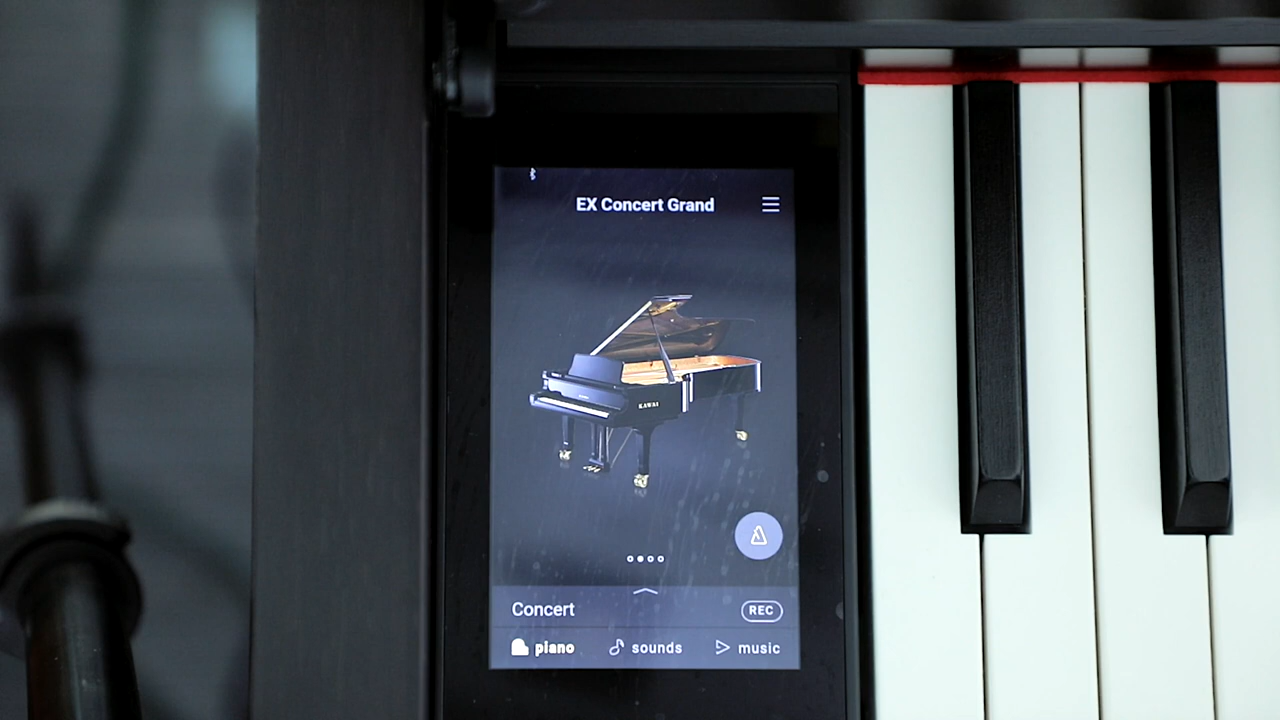 EX Concert Grand
KAWAI
Concert
REC
piano sounds music